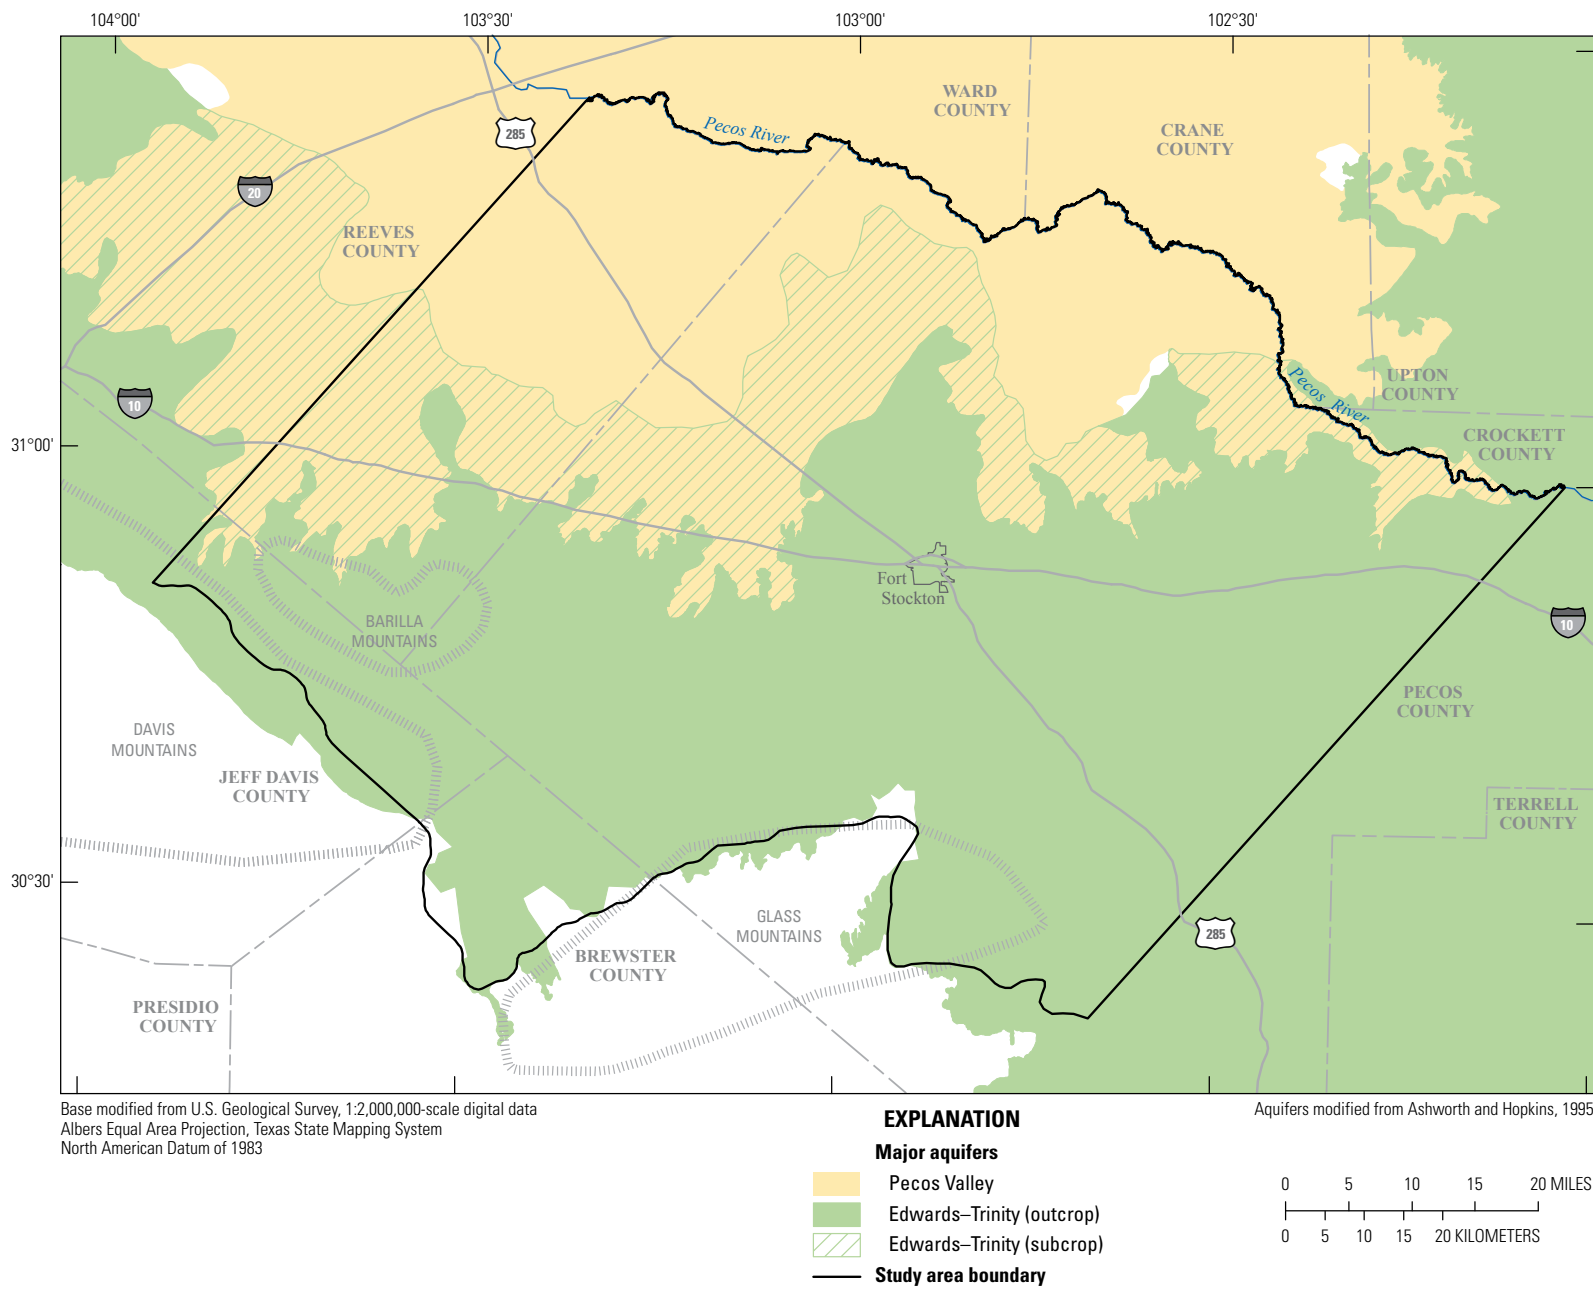 104°00'
103°30'
103°00'
102°30'
WARD
COUNTY
Pecos River
285
CRANE
COUNTY
20
REEVES
COUNTY
10
Pecos River
UPTON
COUNTY
31°00'
CROCKETT
COUNTY
Fort
Stockton
BARILLA
MOUNTAINS
10
PECOS
COUNTY
DAVIS
MOUNTAINS
JEFF DAVIS
COUNTY
TERRELL
COUNTY
30°30'
GLASS
MOUNTAINS
285
BREWSTER
COUNTY
PRESIDIO
COUNTY
Base modified from U.S. Geological Survey, 1:2,000,000-scale digital data
Albers Equal Area Projection, Texas State Mapping System
North American Datum of 1983
Aquifers modified from Ashworth and Hopkins, 1995
EXPLANATION
Major aquifers
Pecos Valley
Edwards–Trinity (outcrop)
Edwards–Trinity (subcrop)
Study area boundary
0 5 10 15 20 MILES
0 5 10 15 20 KILOMETERS